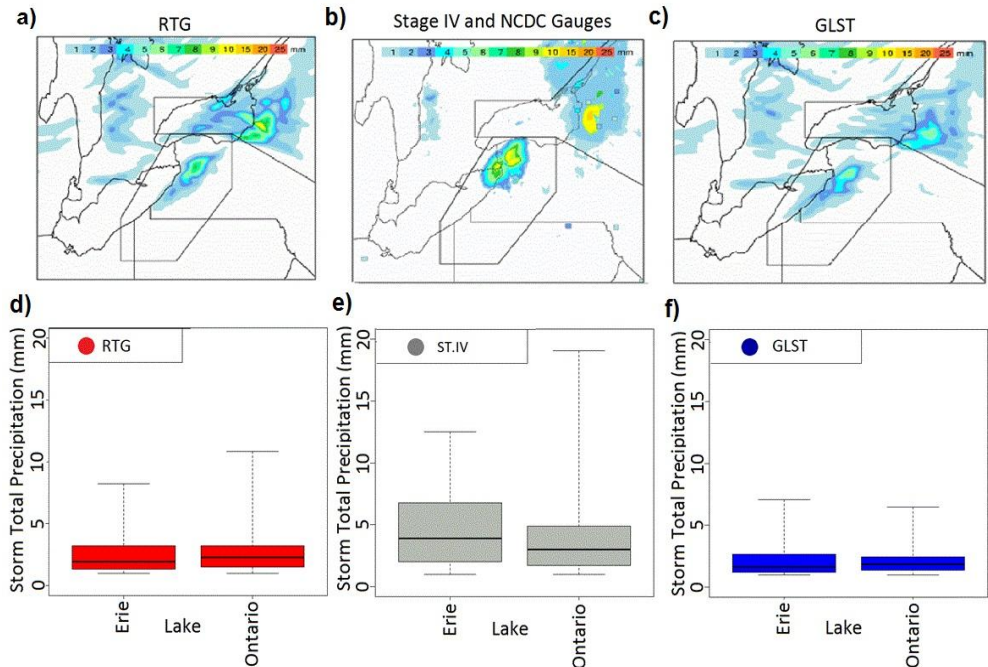 a) RTG
b) Stage IV and NCDC Gauges
c) GLST
1 2 3 4 5 6 7 8 9 10 15 20 25 mm
1 2 3 4 5 6 7 8 9 10 15 20 25 mm
1 2 3 4 5 6 7 8 9 10 15 20 25 mm
d)
Storm Total Precipitation (mm)
20
15
10
5
0
RTG
Erie
Lake
Ontario
e)
Storm Total Precipitation (mm)
20
15
10
5
0
ST.IV
Erie
Lake
Ontario
f)
Storm Total Precipitation (mm)
20
15
10
5
0
GLST
Erie
Lake
Ontario